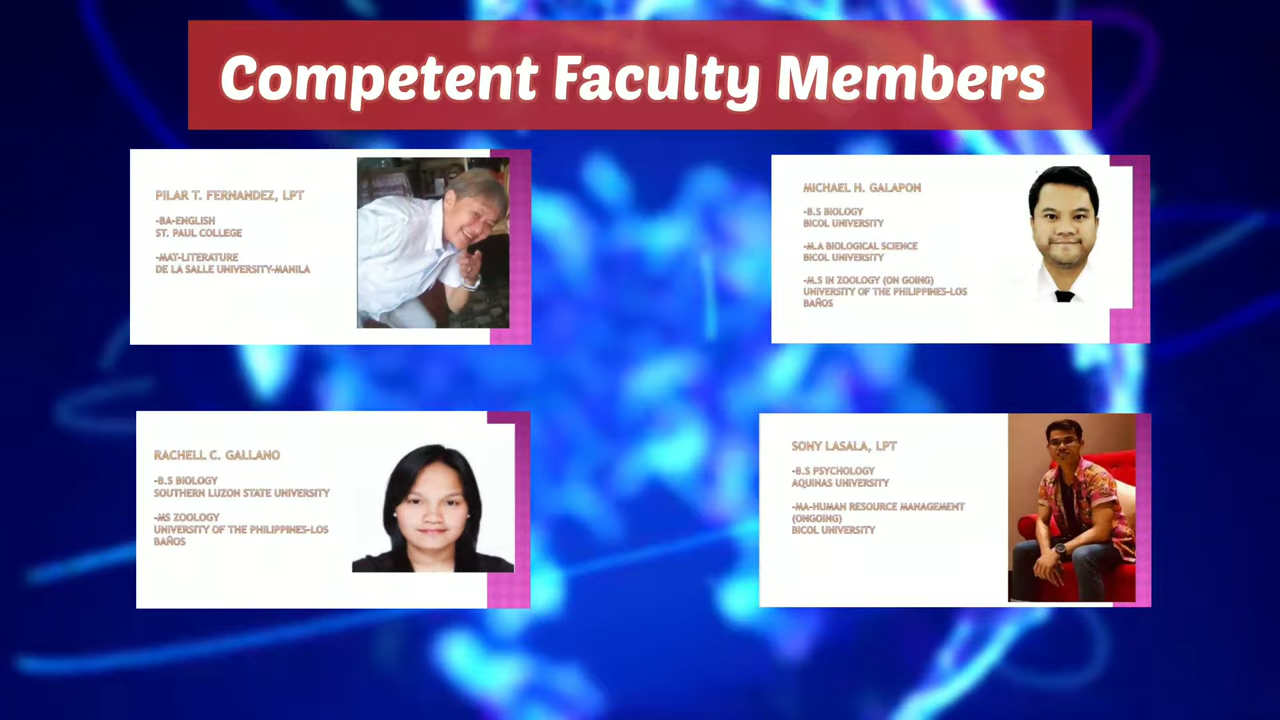 Competent Faculty Members
PILAR T. FERNANDEZ, LPT
-BA-ENGLISH
ST. PAUL COLLEGE
-MAT-LITERATURE
DE LA SALLE UNIVERSITY-MANILA
MICHAEL H. GALAPON
-B.S BIOLOGY
BICOL UNIVERSITY
-M.A BIOLOGICAL SCIENCE
BICOL UNIVERSITY
-M.S IN ZOOLOGY (ON GOING)
UNIVERSITY OF THE PHILIPPINES-LOS
BAÑOS
RACHELL C. GALLANO
-B.S BIOLOGY
SOUTHERN LUZON STATE UNIVERSITY
-MS ZOOLOGY
UNIVERSITY OF THE PHILIPPINES-LOS
BAÑOS
SONY LASALA, LPT
-B.S PSYCHOLOGY
AQUINAS UNIVERSITY
-MA-HUMAN RESOURCE MANAGEMENT
(ONGOING)
BICOL UNIVERSITY